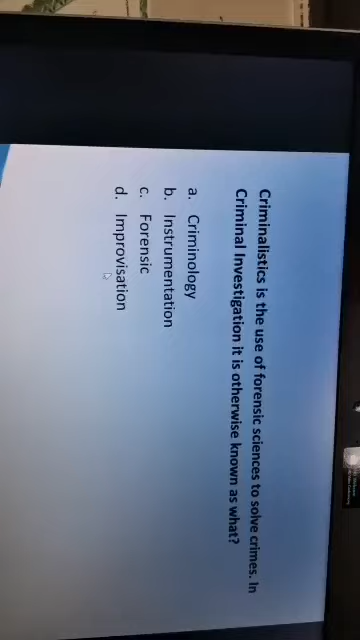 Criminalistics is the use of forensic sciences to solve crimes. In
Criminal Investigation it is otherwise known as what?
a. Criminology
b. Instrumentation
c. Forensic
d. Improvisation